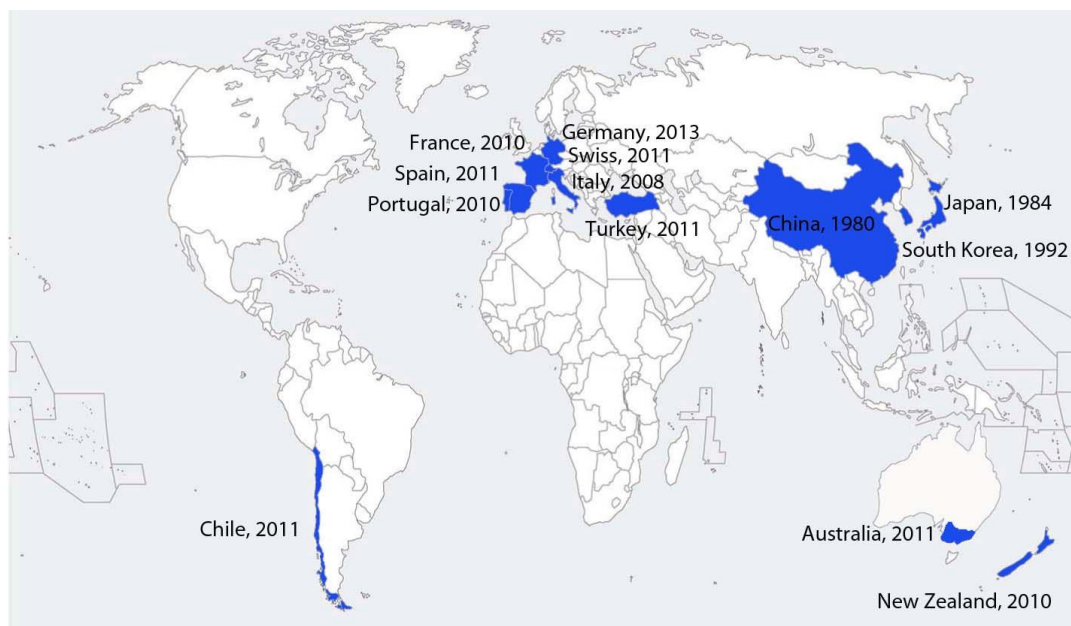 Germany, 2013
France, 2010
Swiss, 2011
Spain, 2011
Italy, 2008
Portugal, 2010
Japan, 1984
China, 1980
Turkey, 2011
South Korea, 1992
Chile, 2011
Australia, 2011
New Zealand, 2010